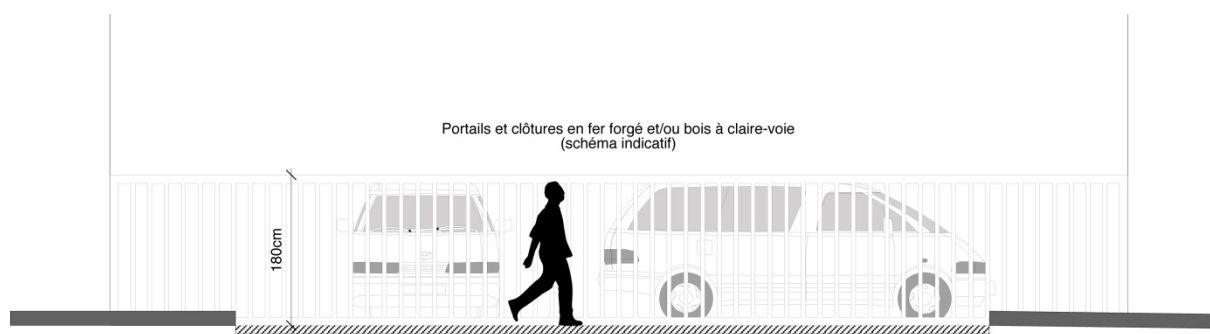 Portails et clôtures en fer forgé et/ou bois à claire-voie
(schéma indicatif)
180cm